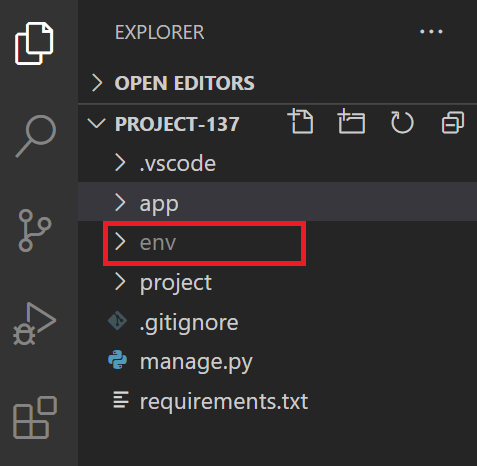 EXPLORER
OPEN EDITORS
PROJECT-137
.vscode
app
env
project
.gitignore
manage.py
requirements.txt